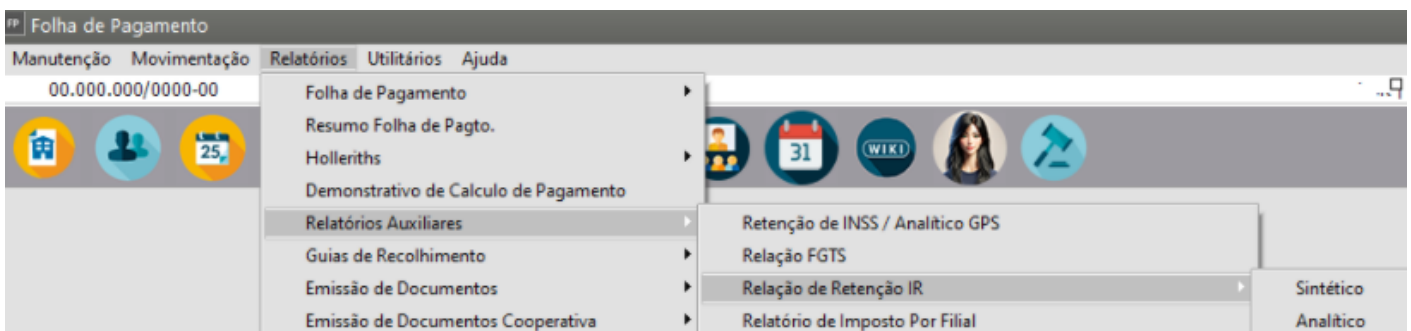 FP Folha de Pagamento
Manutenção Movimentação Relatórios Utilitários Ajuda
00.000.000/0000-00
Folha de Pagamento
Resumo Folha de Pagto.
Holleriths
Demonstrativo de Calculo de Pagamento
Relatórios Auxiliares
Guias de Recolhimento
Emissão de Documentos
Emissão de Documentos Cooperativa
25
31
WIKI
Retenção de INSS / Analítico GPS
Relação FGTS
Relação de Retenção IR
Relatório de Imposto Por Filial
Sintético
Analítico